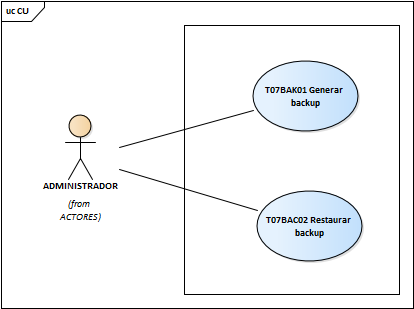 uc CU
T07BAK01 Generar
backup
ADMINISTRADOR
(from
ACTORES)
T07BAC02 Restaurar
backup